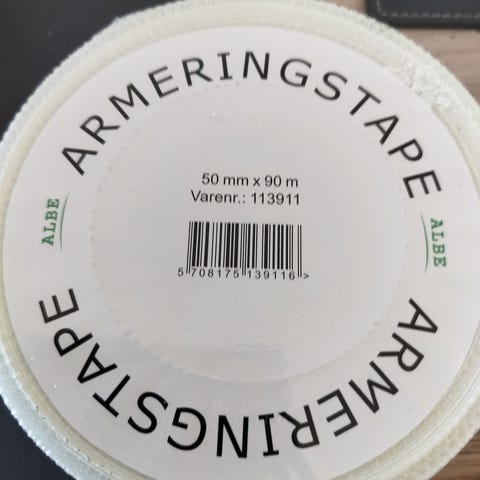 ARMERINGSTAPE
50 mm x 90 m
Varenr.: 113911
5 708175 139116 >
ALBE
ALBE
ARMERINGSTAPE